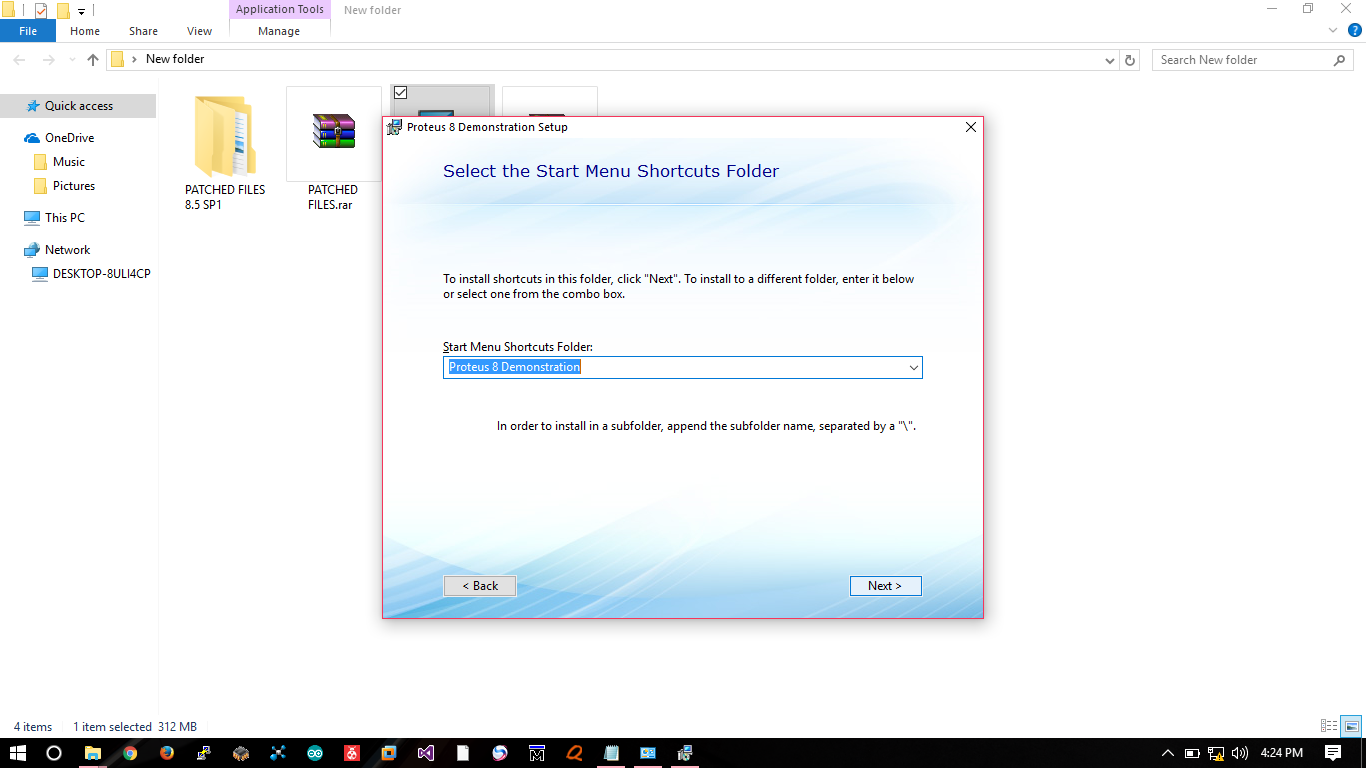 Application Tools
New folder
File
Home
Share
View
Manage
New folder
Search New folder
Quick access
OneDrive
Music
Pictures
This PC
Network
DESKTOP-8ULI4CP
PATCHED FILES
8.5 SP1
PATCHED
FILES.rar
Proteus 8 Demonstration Setup
Select the Start Menu Shortcuts Folder
To install shortcuts in this folder, click "Next". To install to a different folder, enter it below
or select one from the combo box.
Start Menu Shortcuts Folder:
Proteus 8 Demonstration
In order to install in a subfolder, append the subfolder name, separated by a "\".
< Back
Next >
4 items
1 item selected 312 MB
4:24 PM